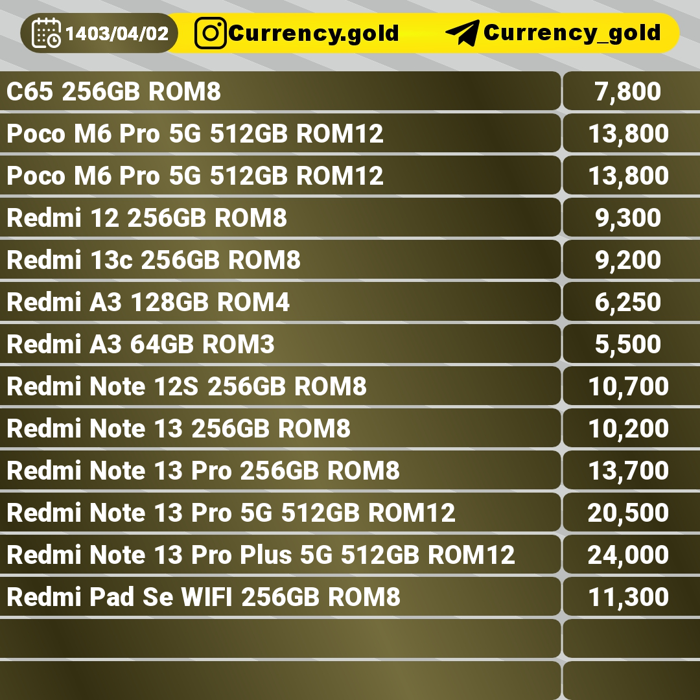 1403/04/02 Currency.gold Currency_gold
C65 256GB ROM8 7,800
Poco M6 Pro 5G 512GB ROM12 13,800
Poco M6 Pro 5G 512GB ROM12 13,800
Redmi 12 256GB ROM8 9,300
Redmi 13c 256GB ROM8 9,200
Redmi A3 128GB ROM4 6,250
Redmi A3 64GB ROM3 5,500
Redmi Note 12S 256GB ROM8 10,700
Redmi Note 13 256GB ROM8 10,200
Redmi Note 13 Pro 256GB ROM8 13,700
Redmi Note 13 Pro 5G 512GB ROM12 20,500
Redmi Note 13 Pro Plus 5G 512GB ROM12 24,000
Redmi Pad Se WIFI 256GB ROM8 11,300